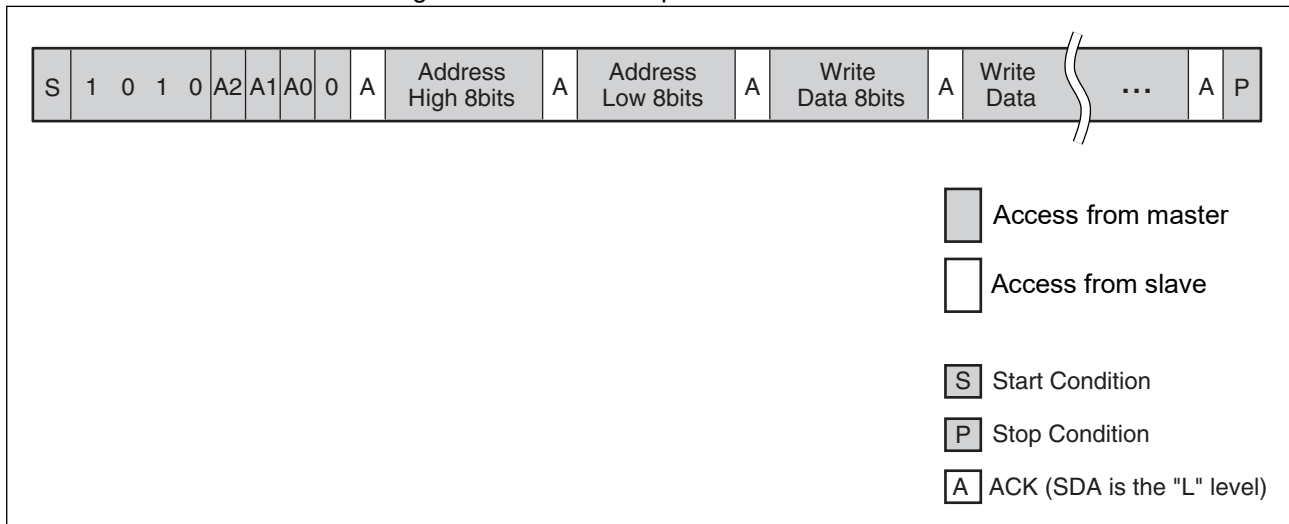 S 1 0 1 0 A2 A1 A0 0 A Address High 8bits A Address Low 8bits A Write Data 8bits A Write Data ... A P
Access from master
Access from slave
S Start Condition
P Stop Condition
A ACK (SDA is the "L" level)